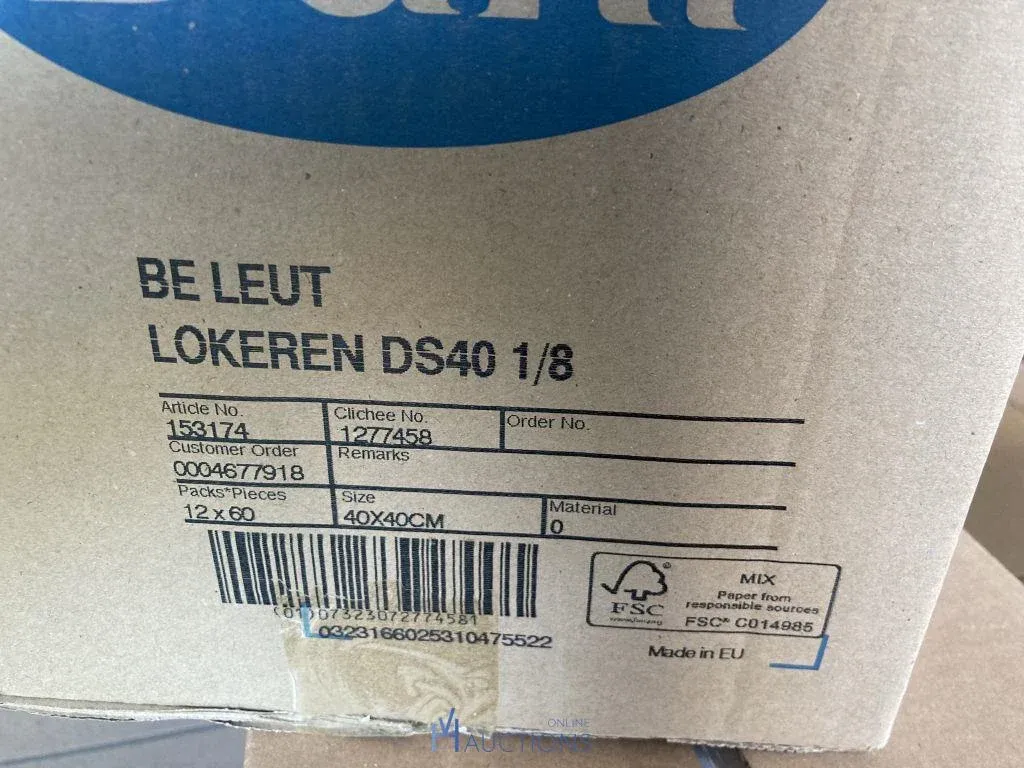 BE LEUT
LOKEREN DS40 1/8
Article No.
153174
Clichee No.
1277458
Order No.
Customer Order
0004677918
Remarks
Packs*Pieces
12 x 60
Size
40X40CM
Material
0
(01)07323072774581
0323166025310475522
FSC
MIX
Paper from
responsible sources
FSC® C014985
Made in EU
ONLINE
AUCTIONS